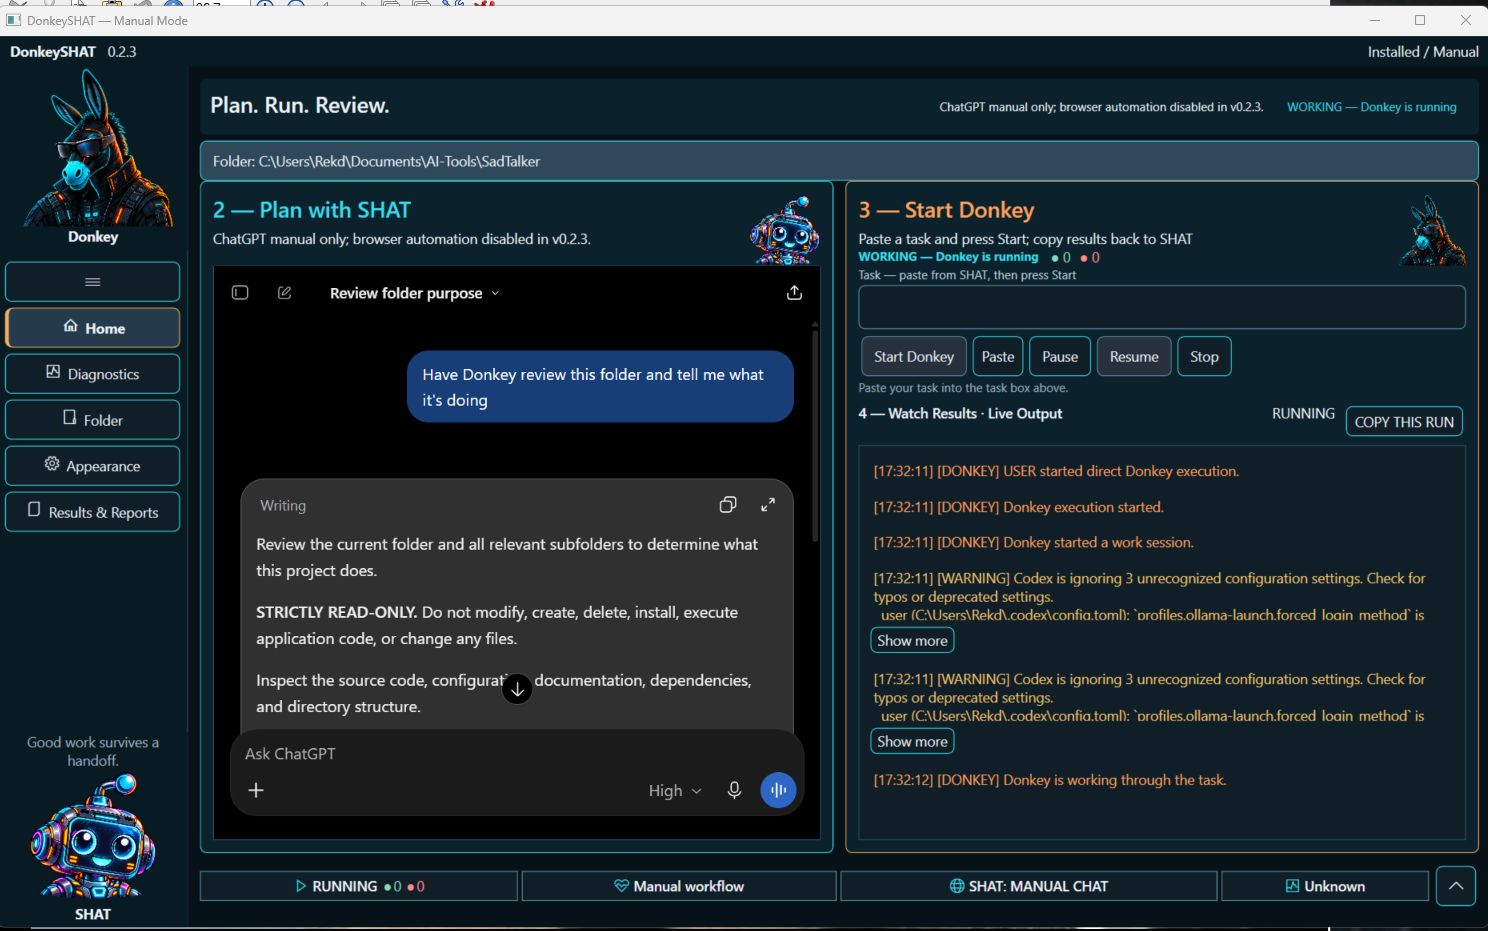 DonkeySHAT — Manual Mode
DonkeySHAT 0.2.3
Installed / Manual
Donkey
Home
Diagnostics
Folder
Appearance
Results & Reports
Good work survives a
handoff.
SHAT
Plan. Run. Review.
ChatGPT manual only; browser automation disabled in v0.2.3.
WORKING — Donkey is running
Folder: C:\Users\Rekd\Documents\AI-Tools\SadTalker
2 — Plan with SHAT
ChatGPT manual only; browser automation disabled in v0.2.3.
Review folder purpose
Have Donkey review this folder and tell me what
it's doing
Writing
Review the current folder and all relevant subfolders to determine what
this project does.
STRICTLY READ-ONLY. Do not modify, create, delete, install, execute
application code, or change any files.
Inspect the source code, configurati documentation, dependencies,
and directory structure.
Ask ChatGPT
High
3 — Start Donkey
Paste a task and press Start; copy results back to SHAT
WORKING — Donkey is running ●0 ●0
Task — paste from SHAT, then press Start
Start Donkey
Paste
Pause
Resume
Stop
Paste your task into the task box above.
4 — Watch Results · Live Output
RUNNING
COPY THIS RUN
[17:32:11] [DONKEY] USER started direct Donkey execution.
[17:32:11] [DONKEY] Donkey execution started.
[17:32:11] [DONKEY] Donkey started a work session.
[17:32:11] [WARNING] Codex is ignoring 3 unrecognized configuration settings. Check for
typos or deprecated settings.
user (C:\Users\Rekd\.codex\config.toml): `profiles.ollama-launch.forced_login_method` is
Show more
[17:32:11] [WARNING] Codex is ignoring 3 unrecognized configuration settings. Check for
typos or deprecated settings.
user (C:\Users\Rekd\.codex\config.toml): `profiles.ollama-launch.forced_login_method` is
Show more
[17:32:12] [DONKEY] Donkey is working through the task.
RUNNING ●0 ●0
Manual workflow
SHAT: MANUAL CHAT
Unknown